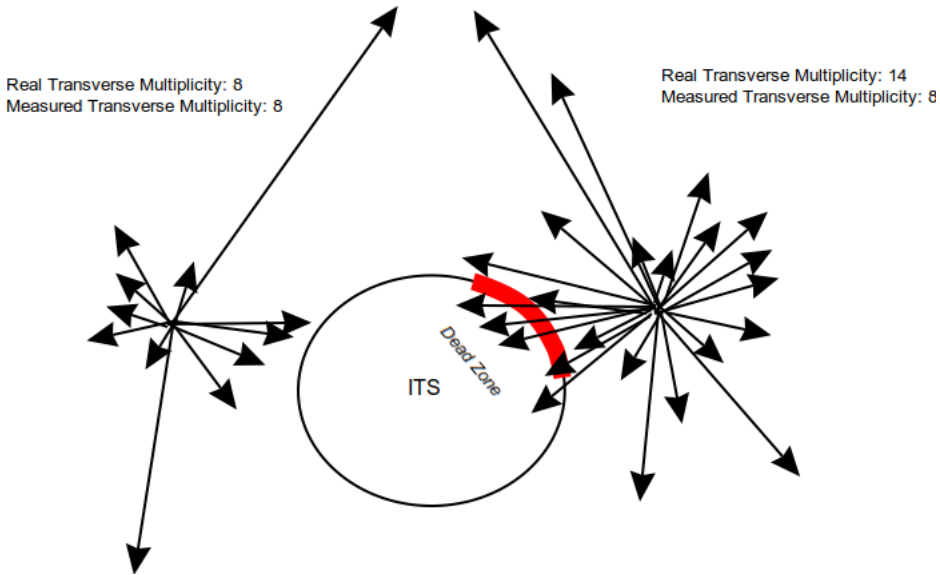 Real Transverse Multiplicity: 8
Measured Transverse Multiplicity: 8
Real Transverse Multiplicity: 14
Measured Transverse Multiplicity: 8
Dead Zone
ITS